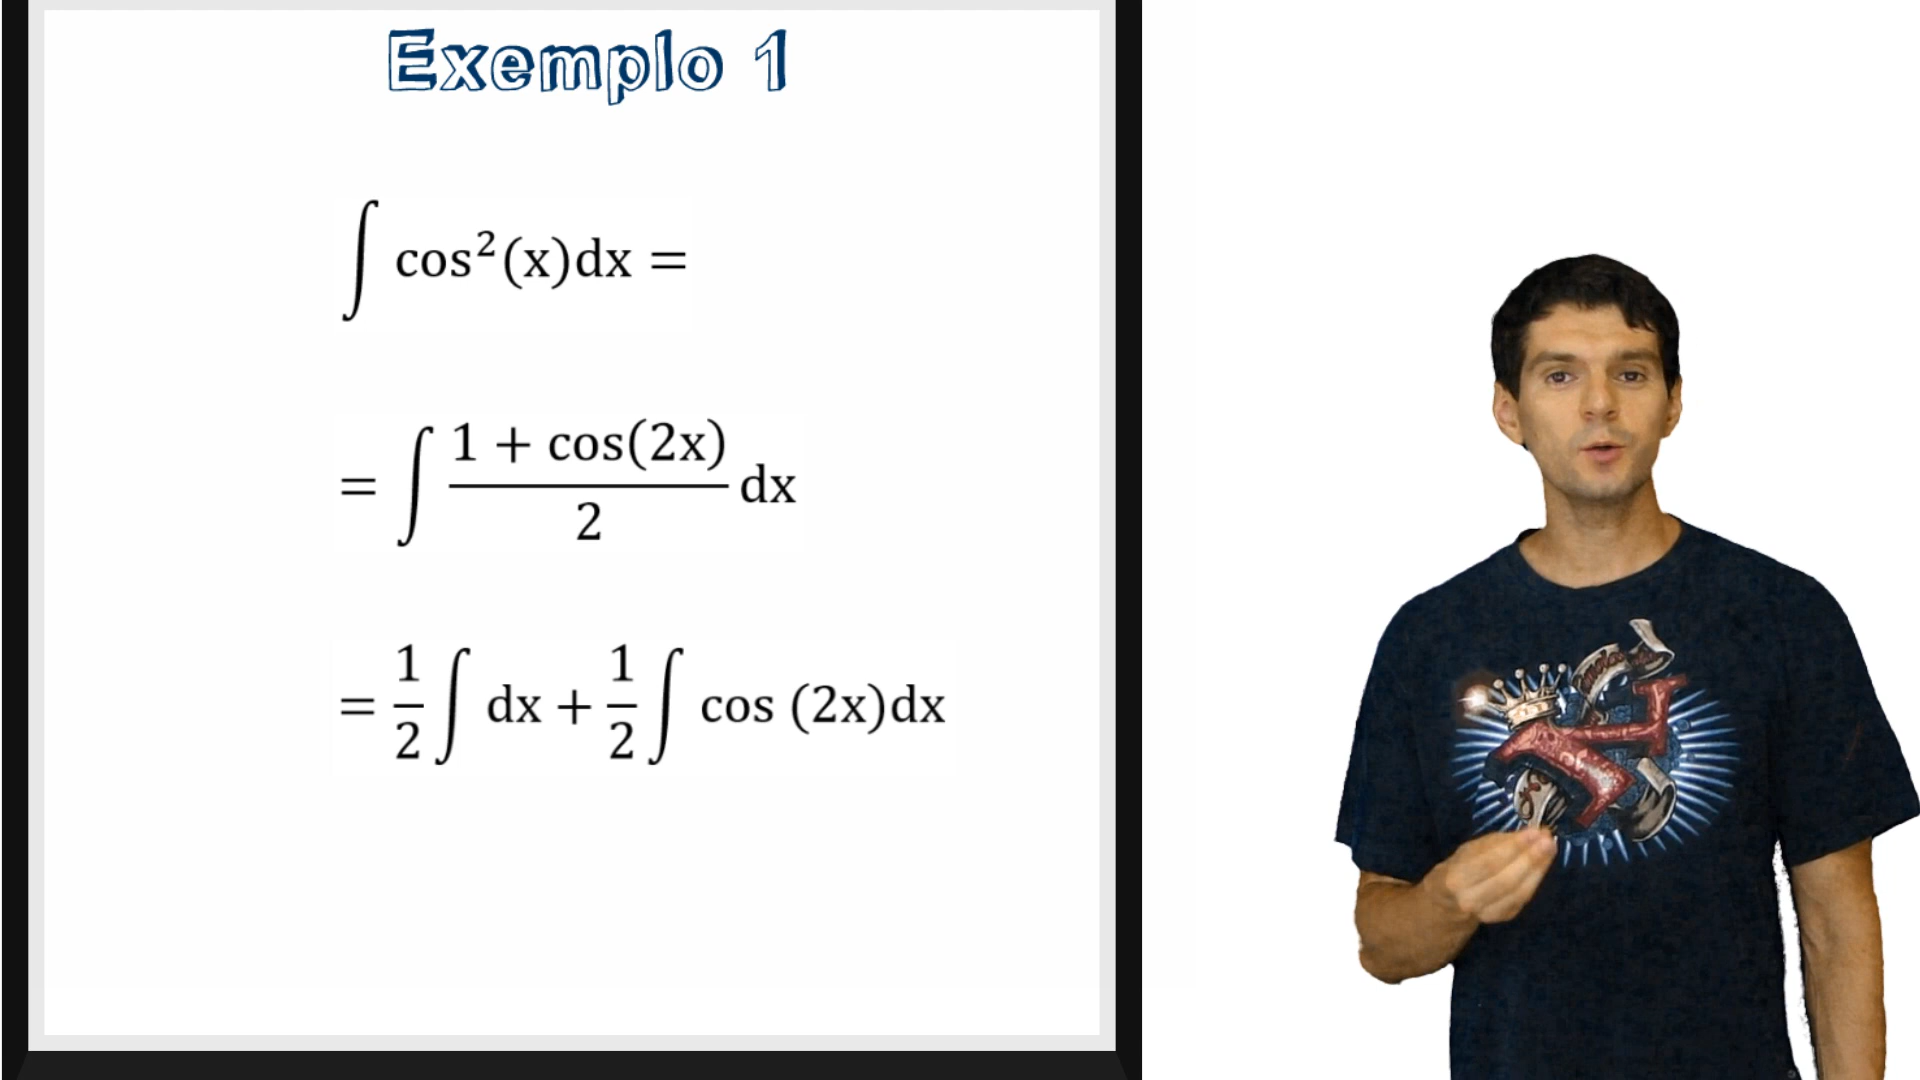 Exemplo 1
∫ cos²(x)dx =
= ∫ (1 + cos(2x))/2 dx
= 1/2 ∫ dx + 1/2 ∫ cos (2x)dx